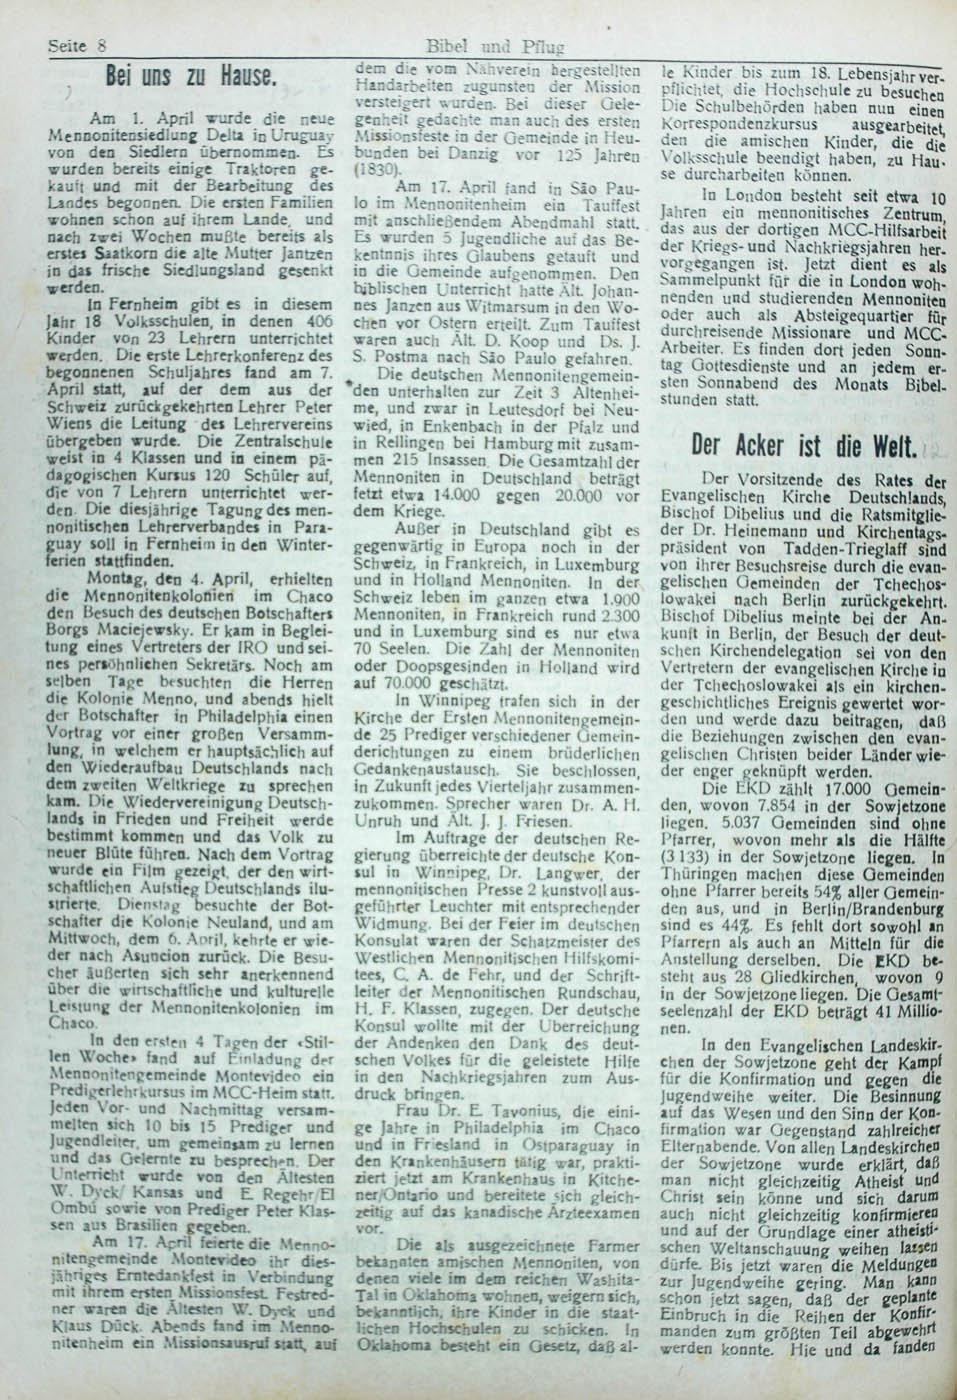 Seite 8
Bibel und Pflug
Bei uns zu Hause.
Am 1. April wurde die neue
Mennonitensiedlung Delta in Uruguay
von den Siedlern übernommen. Es
wurden bereits einige Traktoren ge-
kauft und mit der Bearbeitung des
Landes begonnen. Die ersten Familien
wohnen schon auf ihrem Lande, und
nach zwei Wochen mußte bereits als
erstes Saatkorn die alte Mutter Jantzen
in das frische Siedlungsland gesenkt
werden.
In Fernheim gibt es in diesem
Jahr 18 Volksschulen, in denen 406
Kinder von 23 Lehrern unterrichtet
werden. Die erste Lehrerkonferenz des
begonnenen Schuljahres fand am 7.
April statt, auf der dem aus der
Schweiz zurückgekehrten Lehrer Peter
Wiens die Leitung des Lehrervereins
übergeben wurde. Die Zentralschule
weist in 4 Klassen und in einem pä-
dagogischen Kursus 120 Schüler auf,
die von 7 Lehrern unterrichtet wer-
den. Die diesjährige Tagung des men-
nonitischen Lehrerverbandes in Para-
guay soll in Fernheim in den Winter-
ferien stattfinden.
Montag, den 4. April, erhielten
die Mennonitenkolonien im Chaco
den Besuch des deutschen Botschafters
Borgs Maciejewsky. Er kam in Beglei-
tung eines Vertreters der IRO und sei-
nes persöhnlichen Sekretärs. Noch am
selben Tage besuchten die Herren
die Kolonie Menno, und abends hielt
der Botschafter in Philadelphia einen
Vortrag vor einer großen Versamm-
lung, in welchem er hauptsächlich auf
den Wiederaufbau Deutschlands nach
dem zweiten Weltkriege zu sprechen
kam. Die Wiedervereinigung Deutsch-
lands in Frieden und Freiheit werde
bestimmt kommen und das Volk zu
neuer Blüte führen. Nach dem Vortrag
wurde ein Film gezeigt, der den wirt-
schaftlichen Aufstieg Deutschlands ilu-
strierte. Dienstag besuchte der Bot-
schafter die Kolonie Neuland, und am
Mittwoch, dem 6. April, kehrte er wie-
der nach Asuncion zurück. Die Besu-
cher äußerten sich sehr anerkennend
über die wirtschaftliche und kulturelle
Leistung der Mennonitenkolonien im
Chaco.
In den ersten 4 Tagen der «Stil-
len Woche» fand auf Einladung der
Mennonitengemeinde Montevideo ein
Predigerlehrkursus im MCC-Heim statt.
Jeden Vor- und Nachmittag versam-
melten sich 10 bis 15 Prediger und
Jugendleiter, um gemeinsam zu lernen
und das Gelernte zu besprechen. Der
Unterricht wurde von den Ältesten
W. Dyck/ Kansas und E. Regehr/El
Ombú sowie von Prediger Peter Klas-
sen aus Brasilien gegeben.
Am 17. April feierte die Menno-
nitengemeinde Montevideo ihr dies-
jähriges Erntedankfest in Verbindung
mit ihrem ersten Missionsfest. Festred-
ner waren die Ältesten W. Dyck und
Klaus Dück. Abends fand im Menno-
nitenheim ein Missionsausruf statt, auf
dem die vom Nähverein hergestellten
Handarbeiten zugunsten der Mission
versteigert wurden. Bei dieser Gele-
genheit gedachte man auch des ersten
Missionsfeste in der Gemeinde in Heu-
bunden bei Danzig vor 125 Jahren
(1830).
Am 17. April fand in São Pau-
lo im Mennonitenheim ein Tauffest
mit anschließendem Abendmahl statt.
Es wurden 5 Jugendliche auf das Be-
kentnnis ihres Glaubens getauft und
in die Gemeinde aufgenommen. Den
biblischen Unterricht hatte Ält. Johan-
nes Janzen aus Witmarsum in den Wo-
chen vor Ostern erteilt. Zum Tauffest
waren auch Ält. D. Koop und Ds. J.
S. Postma nach São Paulo gefahren.
Die deutschen Mennonitengemein-
den unterhalten zur Zeit 3 Altenhei-
me, und zwar in Leutesdorf bei Neu-
wied, in Enkenbach in der Pfalz und
in Rellingen bei Hamburg mit zusam-
men 215 Insassen. Die Gesamtzahl der
Mennoniten in Deutschland beträgt
fetzt etwa 14.000 gegen 20.000 vor
dem Kriege.
Außer in Deutschland gibt es
gegenwärtig in Europa noch in der
Schweiz, in Frankreich, in Luxemburg
und in Holland Mennoniten. In der
Schweiz leben im ganzen etwa 1.900
Mennoniten, in Frankreich rund 2.300
und in Luxemburg sind es nur etwa
70 Seelen. Die Zahl der Mennoniten
oder Doopsgesinden in Holland wird
auf 70.000 geschätzt.
In Winnipeg trafen sich in der
Kirche der Ersten Mennonitengemein-
de 25 Prediger verschiedener Gemein-
derichtungen zu einem brüderlichen
Gedankenaustausch. Sie beschlossen,
in Zukunft jedes Vierteljahr zusammen-
zukommen. Sprecher waren Dr. A. H.
Unruh und Ält. J. J. Friesen.
Im Auftrage der deutschen Re-
gierung überreichte der deutsche Kon-
sul in Winnipeg, Dr. Langwer, der
mennonitischen Presse 2 kunstvoll aus-
geführter Leuchter mit entsprechender
Widmung. Bei der Feier im deutschen
Konsulat waren der Schatzmeister des
Westlichen Mennonitischen Hilfskomi-
tees, C. A. de Fehr, und der Schrift-
leiter der Mennonitischen Rundschau,
H. F. Klassen, zugegen. Der deutsche
Konsul wollte mit der Uberreichung
der Andenken den Dank des deut-
schen Volkes für die geleistete Hilfe
in den Nachkriegsjahren zum Aus-
druck bringen.
Frau Dr. E. Tavonius, die eini-
ge Jahre in Philadelphia im Chaco
und in Friesland in Ostparaguay in
den Krankenhäusern tätig war, prakti-
ziert jetzt am Krankenhaus in Kitche-
ner/Ontario und bereitete sich gleich-
zeitig auf das kanadische Ärzteexamen
vor.
Die als ausgezeichnete Farmer
bekannten amischen Mennoniten, von
denen viele im dem reichen Washita-
Tal in Oklahoma wohnen, weigern sich,
bekanntlich, ihre Kinder in die staat-
lichen Hochschulen zu schicken. In
Oklahoma besteht ein Gesetz, daß al-
le Kinder bis zum 18. Lebensjahr ver-
pflichtet, die Hochschule zu besuchen
Die Schulbehörden haben nun einen
Korrespondenzkursus ausgearbeitet,
den die amischen Kinder, die die
Volksschule beendigt haben, zu Hau-
se durcharbeiten können.
In London besteht seit etwa 10
Jahren ein mennonitisches Zentrum,
das aus der dortigen MCC-Hilfsarbeit
der Kriegs- und Nachkriegsjahren her-
vorgegangen ist. Jetzt dient es als
Sammelpunkt für die in London woh-
nenden und studierenden Mennoniten
oder auch als Absteigequartier für
durchreisende Missionare und MCC-
Arbeiter. Es finden dort jeden Sonn-
tag Gottesdienste und an jedem er-
sten Sonnabend des Monats Bibel-
stunden statt.
Der Acker ist die Welt.
Der Vorsitzende des Rates der
Evangelischen Kirche Deutschlands,
Bischof Dibelius und die Ratsmitglie-
der Dr. Heinemann und Kirchentags-
präsident von Tadden-Trieglaff sind
von ihrer Besuchsreise durch die evan-
gelischen Gemeinden der Tchechos-
lowakei nach Berlin zurückgekehrt.
Bischof Dibelius meinte bei der An-
kunft in Berlin, der Besuch der deut-
schen Kirchendelegation sei von den
Vertretern der evangelischen Kirche in
der Tchechoslowakei als ein kirchen-
geschichtliches Ereignis gewertet wor-
den und werde dazu beitragen, daß
die Beziehungen zwischen den evan-
gelischen Christen beider Länder wie-
der enger geknüpft werden.
Die EKD zählt 17.000 Gemein-
den, wovon 7.854 in der Sowjetzone
liegen. 5.037 Gemeinden sind ohne
Pfarrer, wovon mehr als die Hälfte
(3 133) in der Sowjetzone liegen. In
Thüringen machen diese Gemeinden
ohne Pfarrer bereits 54% aller Gemein-
den aus, und in Berlin/Brandenburg
sind es 44%. Es fehlt dort sowohl an
Pfarrern als auch an Mitteln für die
Anstellung derselben. Die EKD be-
steht aus 28 Gliedkirchen, wovon 9
in der Sowjetzone liegen. Die Gesamt-
seelenzahl der EKD beträgt 41 Millio-
nen.
In den Evangelischen Landeskir-
chen der Sowjetzone geht der Kampf
für die Konfirmation und gegen die
Jugendweihe weiter. Die Besinnung
auf das Wesen und den Sinn der Kon-
firmation war Gegenstand zahlreicher
Elternabende. Von allen Landeskirchen
der Sowjetzone wurde erklärt, daß
man nicht gleichzeitig Atheist und
Christ sein könne und sich darum
auch nicht gleichzeitig konfirmieren
und auf der Grundlage einer atheisti-
schen Weltanschauung weihen lassen
dürfe. Bis jetzt waren die Meldungen
zur Jugendweihe gering. Man kann
schon jetzt sagen, daß der geplante
Einbruch in die Reihen der Konfir-
manden zum größten Teil abgewehrt
werden konnte. Hie und da fanden